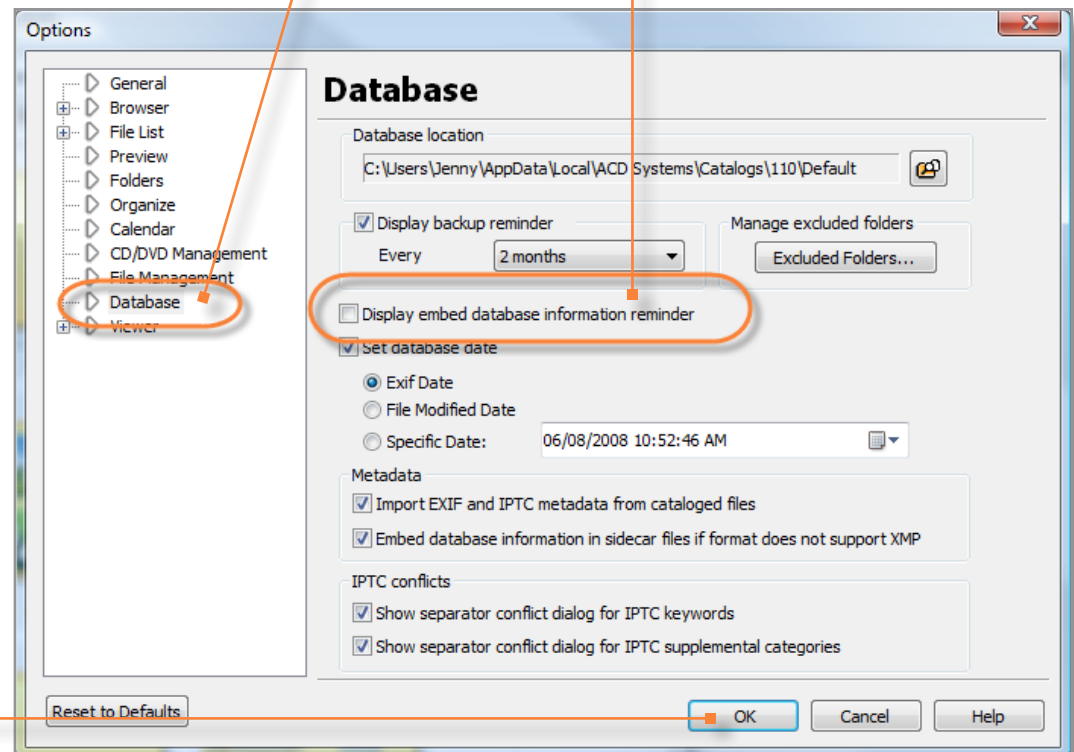 Options
General
Browser
File List
Preview
Folders
Organize
Calendar
CD/DVD Management
File Management
Database
Viewer
Database
Database location
C:\Users\Jenny\AppData\Local\ACD Systems\Catalogs\110\Default
Display backup reminder
Every 2 months
Manage excluded folders
Excluded Folders...
Display embed database information reminder
Set database date
Exif Date
File Modified Date
Specific Date: 06/08/2008 10:52:46 AM
Metadata
Import EXIF and IPTC metadata from cataloged files
Embed database information in sidecar files if format does not support XMP
IPTC conflicts
Show separator conflict dialog for IPTC keywords
Show separator conflict dialog for IPTC supplemental categories
Reset to Defaults
OK Cancel Help